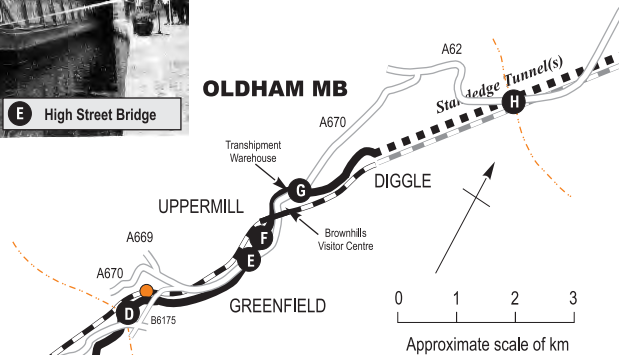 E High Street Bridge
OLDHAM MB
A62
Standedge Tunnel(s)
H
A670
Transhipment
Warehouse
G
DIGGLE
UPPERMILL
F
Brownhills
Visitor Centre
E
A669
A670
GREENFIELD
D
B6175
0 1 2 3
Approximate scale of km